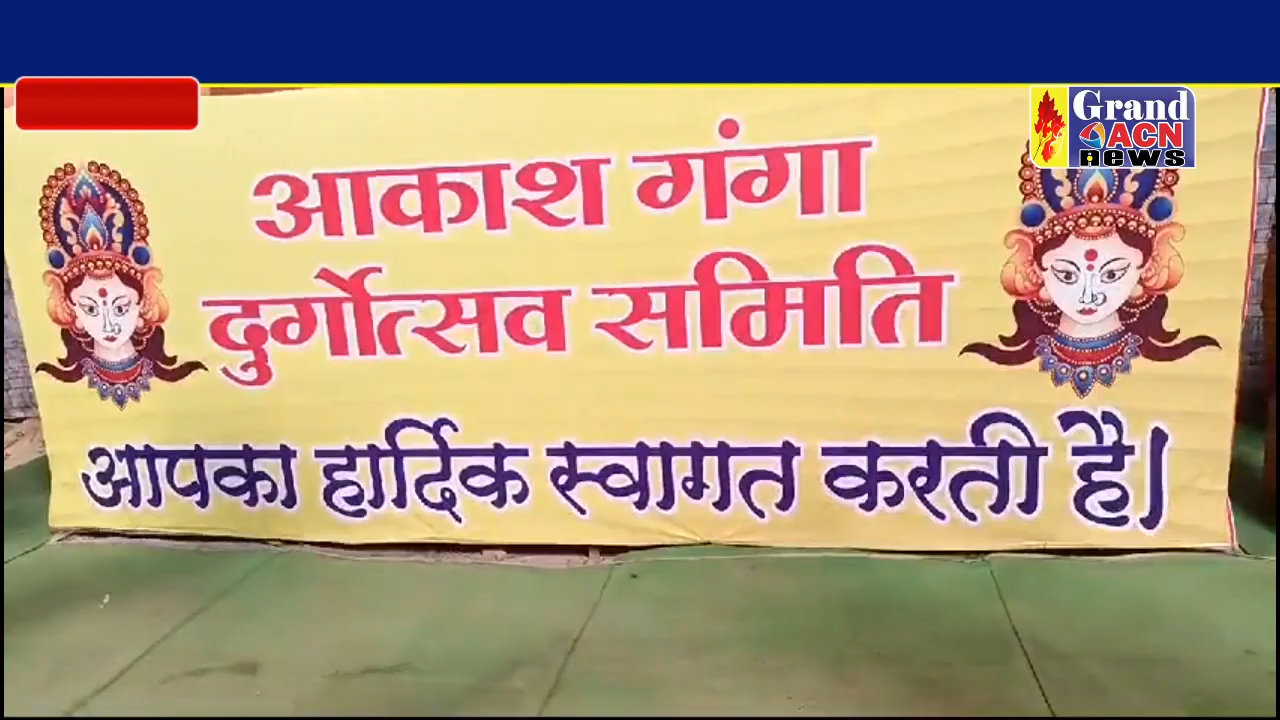 Grand
ACN
news
आकाश गंगा
दुर्गोत्सव समिति
आपका हार्दिक स्वागत करती है।